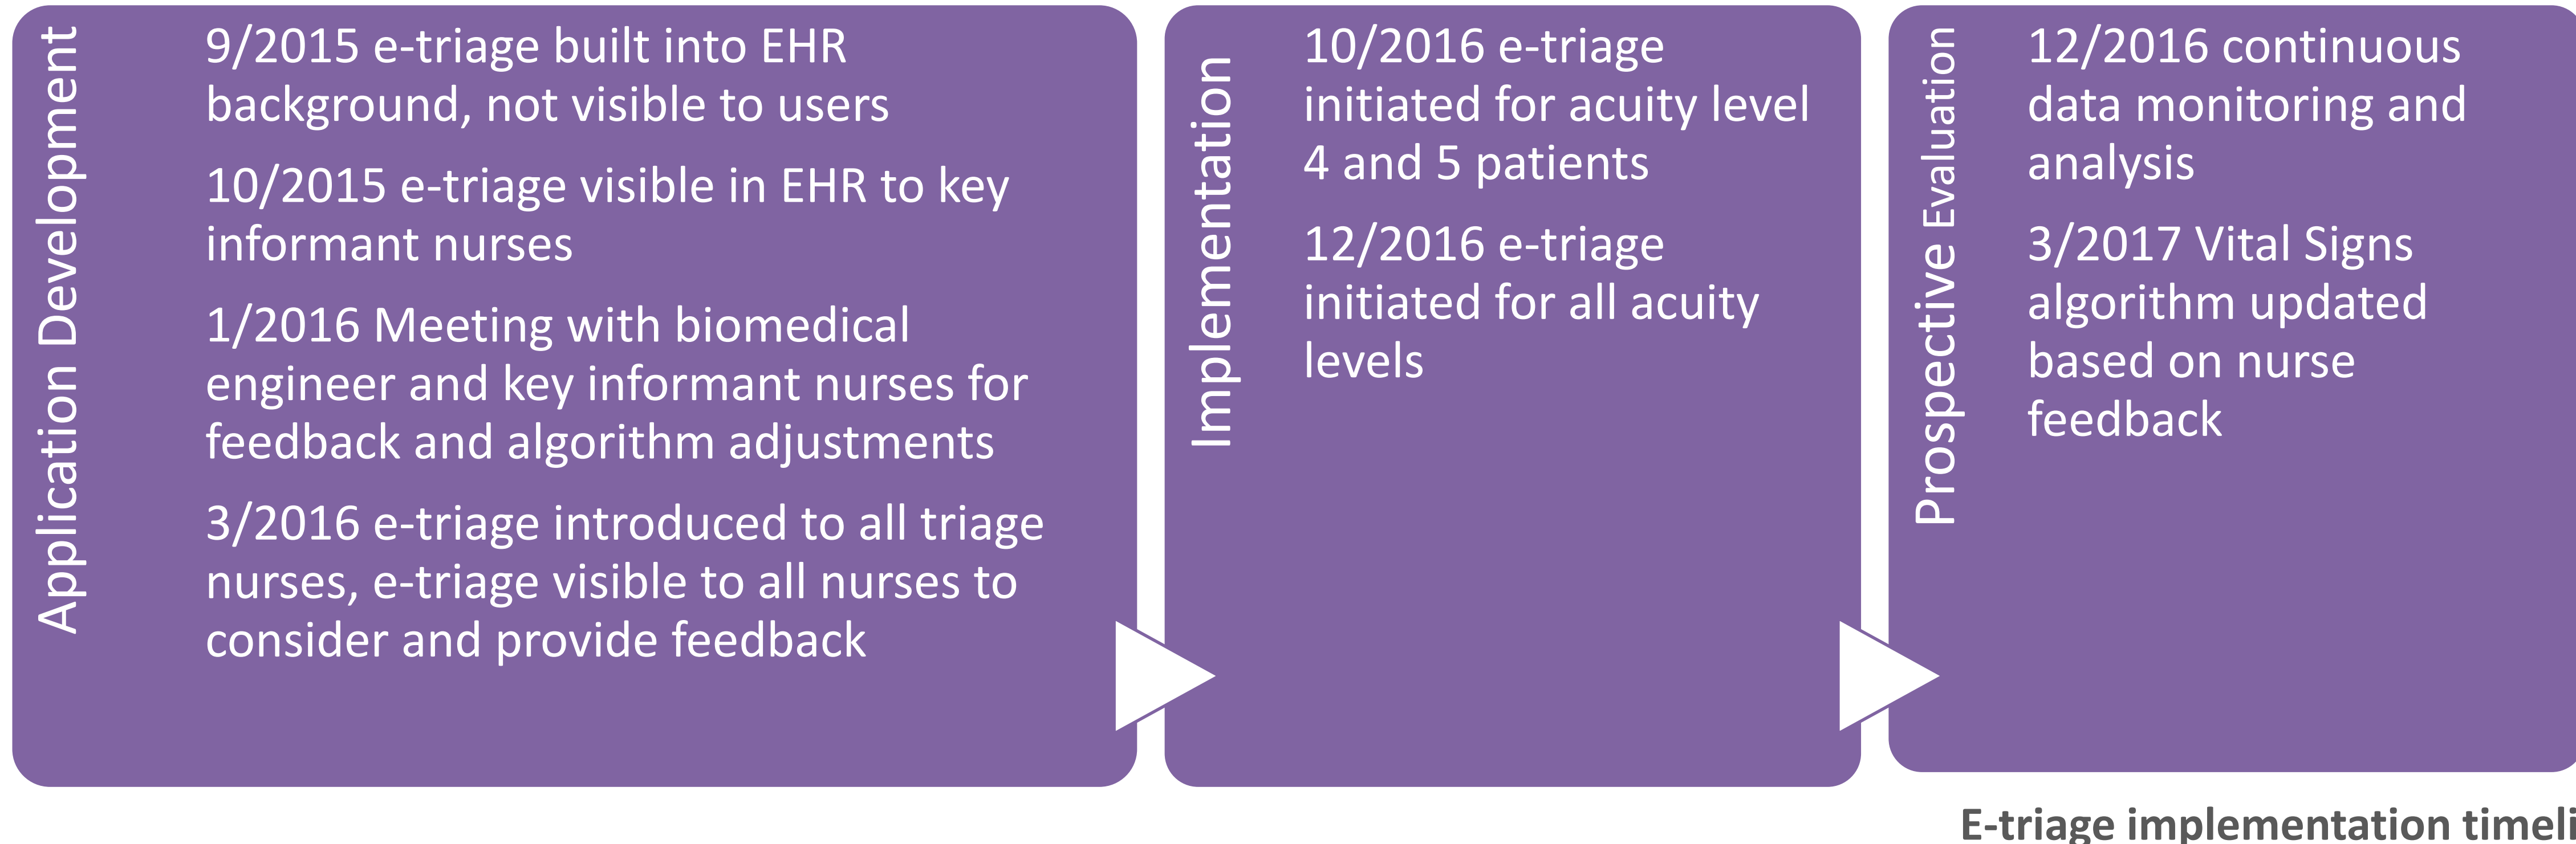 Application Development
9/2015 e-triage built into EHR
background, not visible to users
10/2015 e-triage visible in EHR to key
informant nurses
1/2016 Meeting with biomedical
engineer and key informant nurses for
feedback and algorithm adjustments
3/2016 e-triage introduced to all triage
nurses, e-triage visible to all nurses to
consider and provide feedback
Implementation
10/2016 e-triage
initiated for acuity level
4 and 5 patients
12/2016 e-triage
initiated for all acuity
levels
Prospective Evaluation
12/2016 continuous
data monitoring and
analysis
3/2017 Vital Signs
algorithm updated
based on nurse
feedback
E-triage implementation timeli